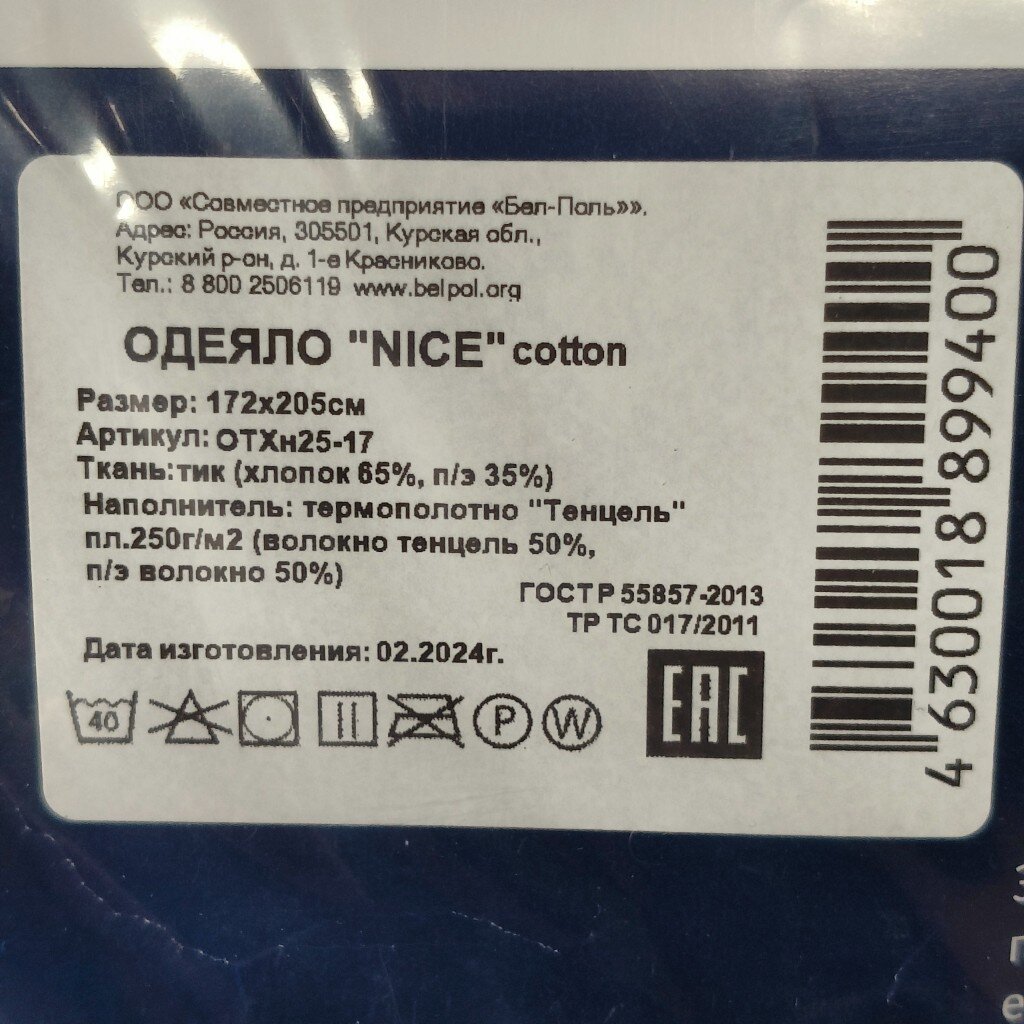 ООО «Совместное предприятие «Бел-Поль»».
Адрес: Россия, 305501, Курская обл.,
Курский р-он, д. 1-е Красниково.
Тел.: 8 800 2506119 www.belpol.org
ОДЕЯЛО "NICE" cotton
Размер: 172х205см
Артикул: ОТХн25-17
Ткань:тик (хлопок 65%, п/э 35%)
Наполнитель: термополотно "Тенцель"
пл.250г/м2 (волокно тенцель 50%,
п/э волокно 50%)
ГОСТ Р 55857-2013
ТР ТС 017/2011
Дата изготовления: 02.2024г.
40
P
W
EAC
4 630018 899400